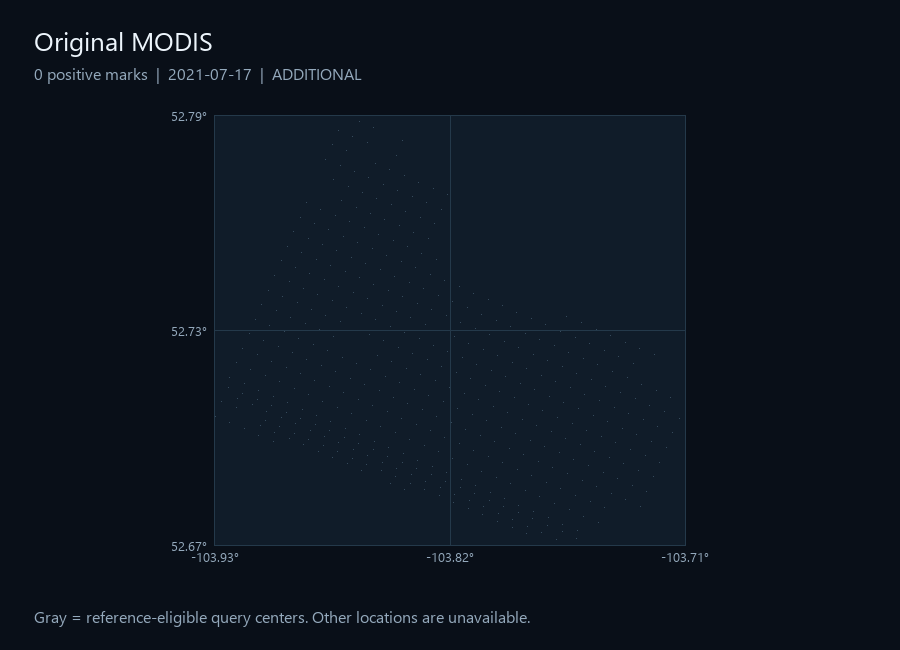 Original MODIS
0 positive marks | 2021-07-17 | ADDITIONAL
52.79°
52.73°
52.67°
-103.93°
-103.82°
-103.71°
Gray = reference-eligible query centers. Other locations are unavailable.